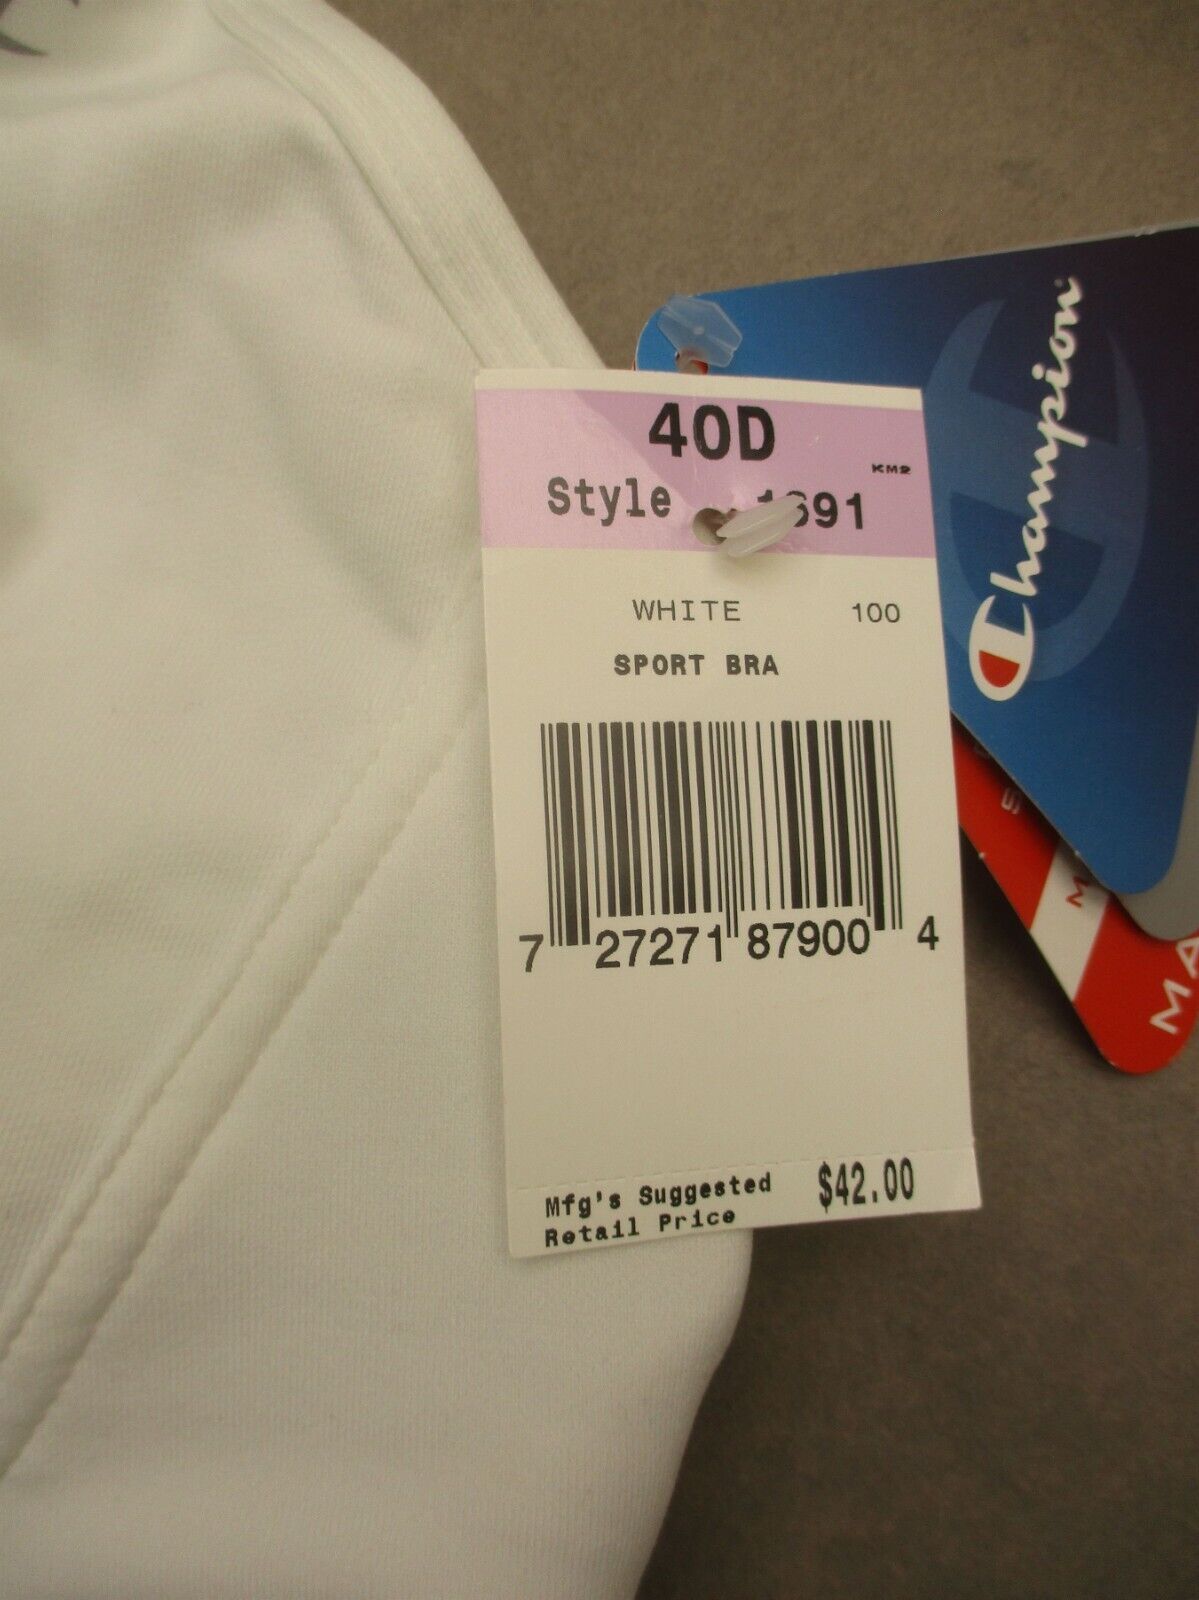 40D
KM2
Style 1691
WHITE 100
SPORT BRA
7 27271 87900 4
Mfg's Suggested $42.00
Retail Price
Champion
MA